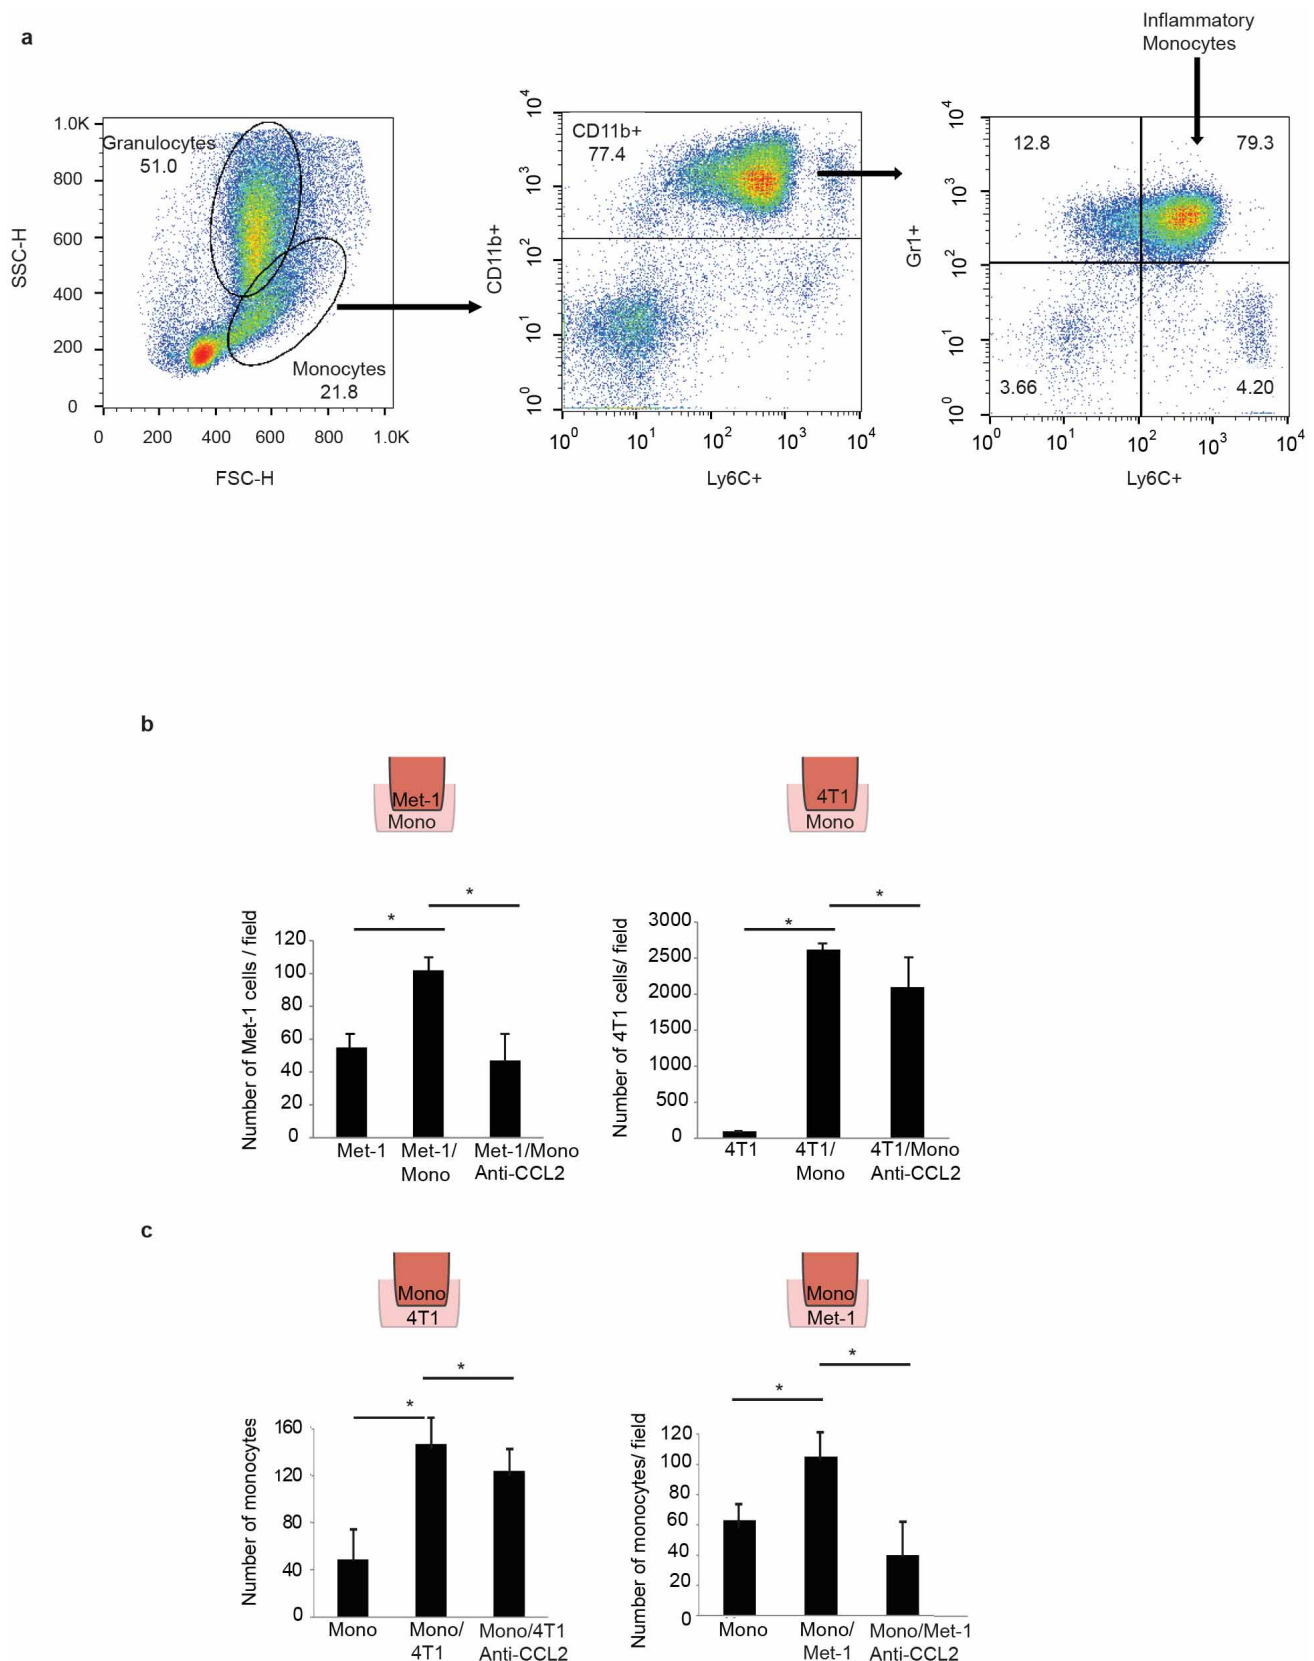 a
Inflammatory
Monocytes
1.0K
800
600
400
200
0
SSC-H
Granulocytes
51.0
Monocytes
21.8
0 200 400 600 800 1.0K
FSC-H
10^4
10^3
10^2
10^1
10^0
CD11b+
CD11b+
77.4
10^0 10^1 10^2 10^3 10^4
Ly6C+
10^4
10^3
10^2
10^1
10^0
Gr1+
12.8 79.3
3.66 4.20
10^0 10^1 10^2 10^3 10^4
Ly6C+
b
Met-1
Mono
Number of Met-1 cells / field
120
100
80
60
40
20
0
*
*
Met-1
Met-1/
Mono
Met-1/Mono
Anti-CCL2
4T1
Mono
Number of 4T1 cells/ field
3000
2500
2000
1500
1000
500
0
*
*
4T1
4T1/
Mono
4T1/Mono
Anti-CCL2
c
Mono
4T1
Number of monocytes
160
120
80
40
0
*
*
Mono
Mono/
4T1
Mono/4T1
Anti-CCL2
Mono
Met-1
Number of monocytes/ field
120
100
80
60
40
20
0
*
*
Mono
Mono/
Met-1
Mono/Met-1
Anti-CCL2